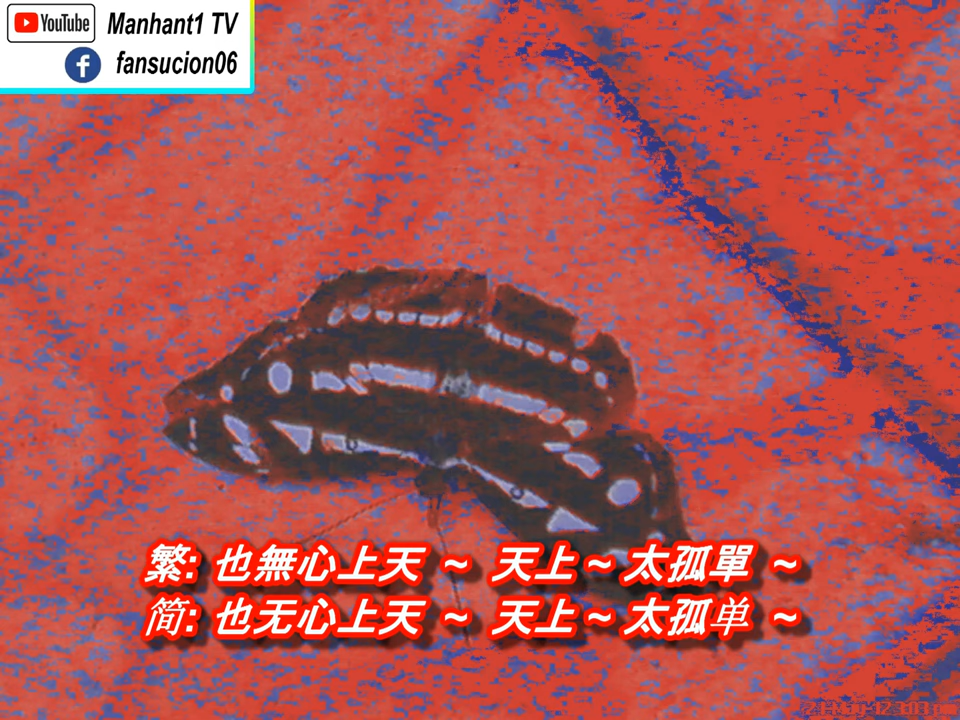 YouTube Manhant1 TV
fansucion06
繁: 也無心上天 ~ 天上 ~ 太孤單 ~
简: 也无心上天 ~ 天上 ~ 太孤单 ~